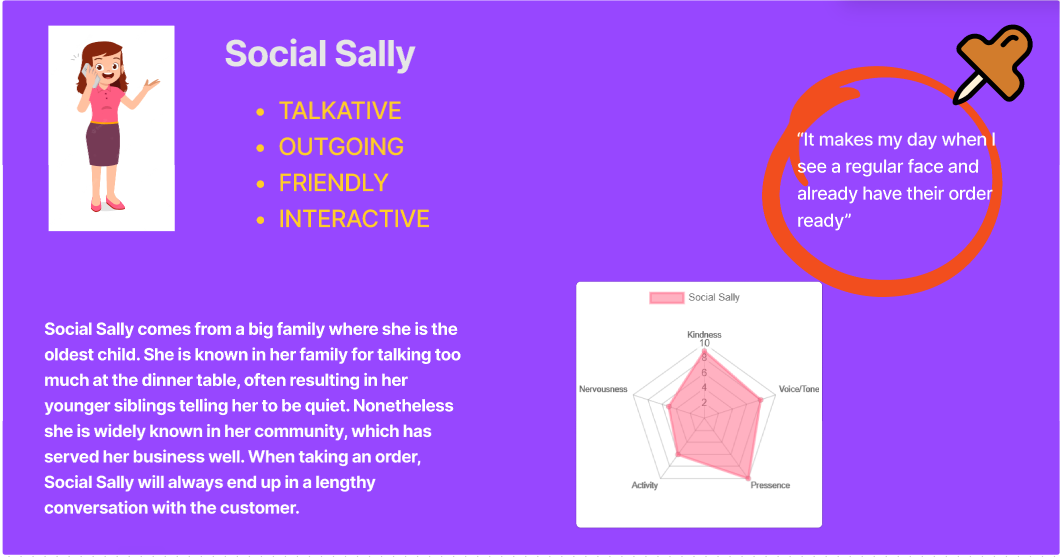 Social Sally
• TALKATIVE
• OUTGOING
• FRIENDLY
• INTERACTIVE
“It makes my day when I
see a regular face and
already have their order
ready”
Social Sally comes from a big family where she is the
oldest child. She is known in her family for talking too
much at the dinner table, often resulting in her
younger siblings telling her to be quiet. Nonetheless
she is widely known in her community, which has
served her business well. When taking an order,
Social Sally will always end up in a lengthy
conversation with the customer.
Social Sally
Kindness
10
8
6
4
2
Nervousness
Voice/Tone
Activity
Pressence